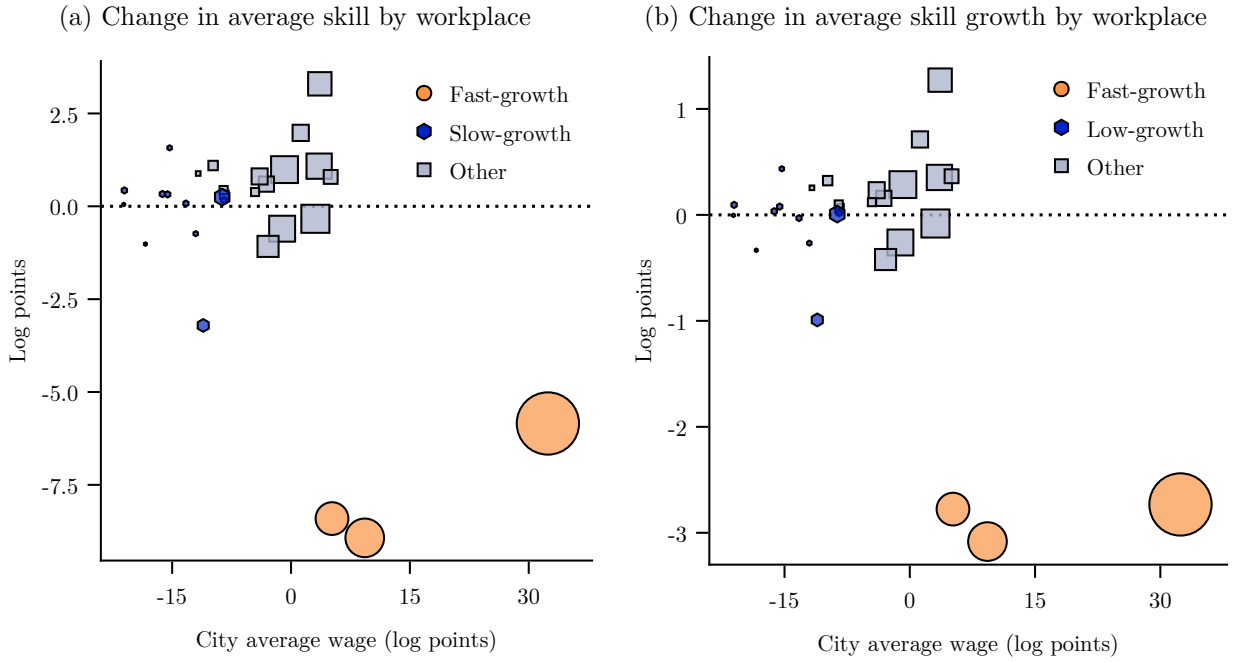 (a) Change in average skill by workplace
Log points
2.5
0.0
-2.5
-5.0
-7.5
-15
0
15
30
City average wage (log points)
Fast-growth
Slow-growth
Other
(b) Change in average skill growth by workplace
Log points
1
0
-1
-2
-3
-15
0
15
30
City average wage (log points)
Fast-growth
Low-growth
Other